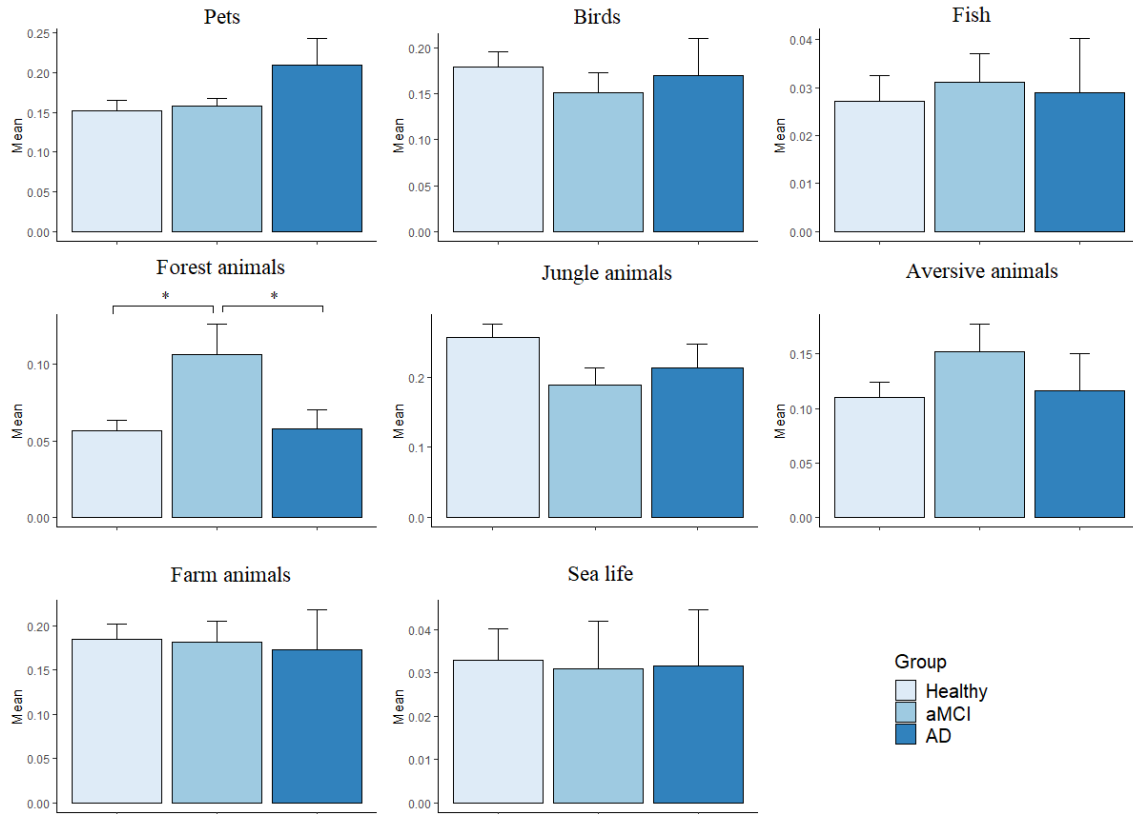 Pets
Birds
Fish
Mean
0.25
0.20
0.15
0.10
0.05
0.00
Mean
0.20
0.15
0.10
0.05
0.00
Mean
0.04
0.03
0.02
0.01
0.00
Forest animals
Jungle animals
Aversive animals
* *
Mean
0.10
0.05
0.00
Mean
0.2
0.1
0.0
Mean
0.15
0.10
0.05
0.00
Farm animals
Sea life
Mean
0.20
0.15
0.10
0.05
0.00
Mean
0.04
0.03
0.02
0.01
0.00
Group
Healthy
aMCI
AD